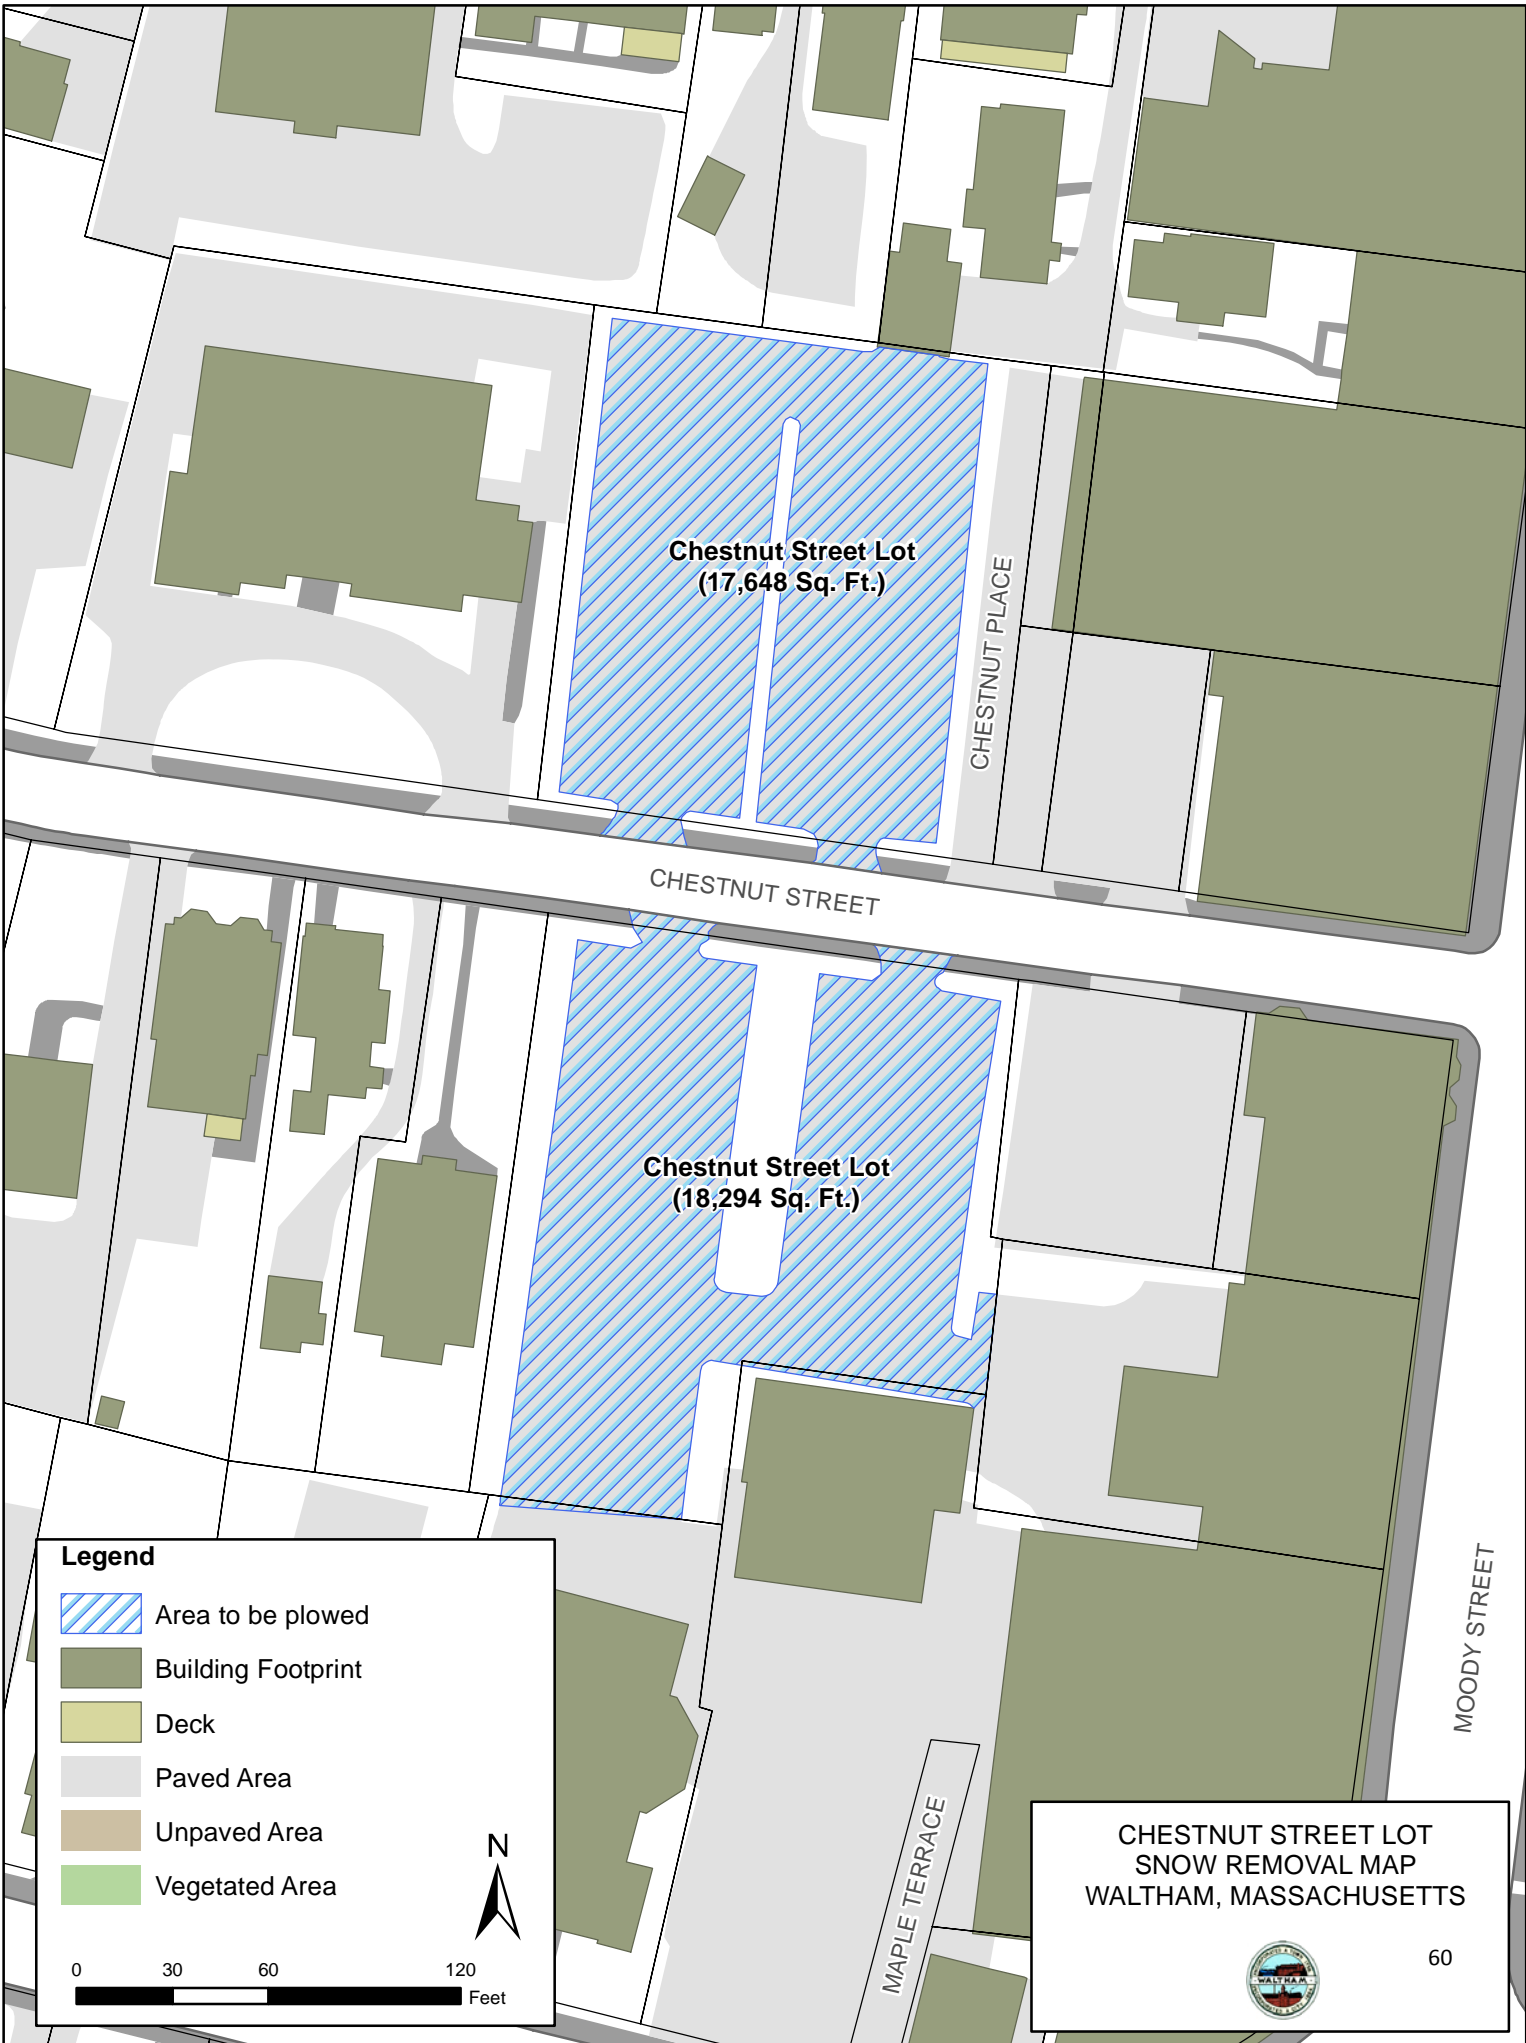 Chestnut Street Lot
(17,648 Sq. Ft.)
CHESTNUT PLACE
CHESTNUT STREET
Chestnut Street Lot
(18,294 Sq. Ft.)
MOODY STREET
MAPLE TERRACE
Legend
Area to be plowed
Building Footprint
Deck
Paved Area
Unpaved Area
Vegetated Area
N
0 30 60 120
Feet
CHESTNUT STREET LOT
SNOW REMOVAL MAP
WALTHAM, MASSACHUSETTS
60
WALTHAM